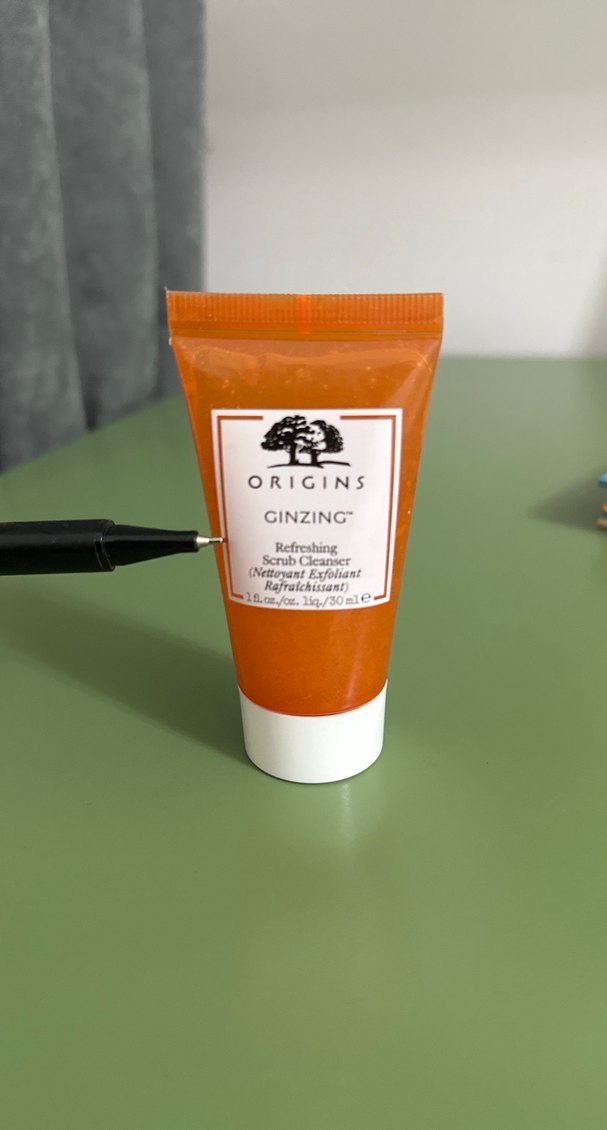 ORIGINS
GINZING™
Refreshing
Scrub Cleanser
(Nettoyant Exfoliant
Rafraîchissant)
1 fl.oz./oz. liq./30 ml ℮